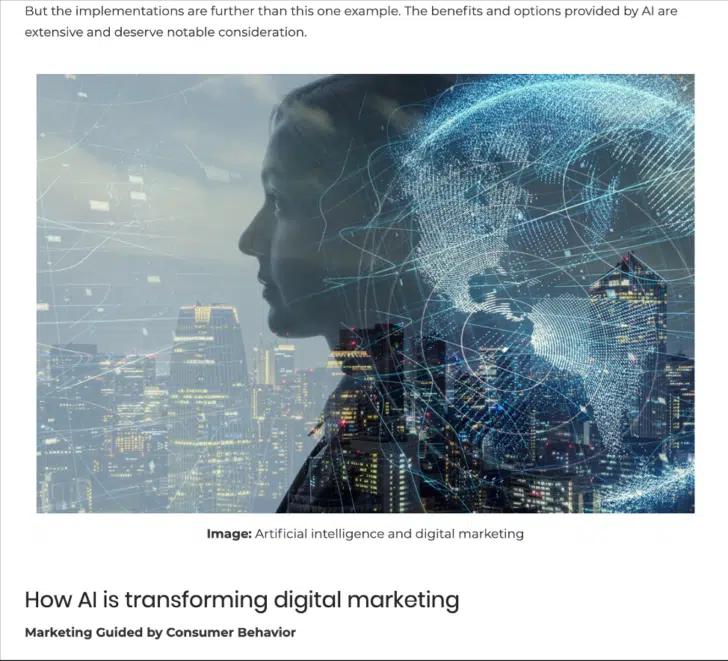 But the implementations are further than this one example. The benefits and options provided by AI are
extensive and deserve notable consideration.
Image: Artificial intelligence and digital marketing
How AI is transforming digital marketing
Marketing Guided by Consumer Behavior